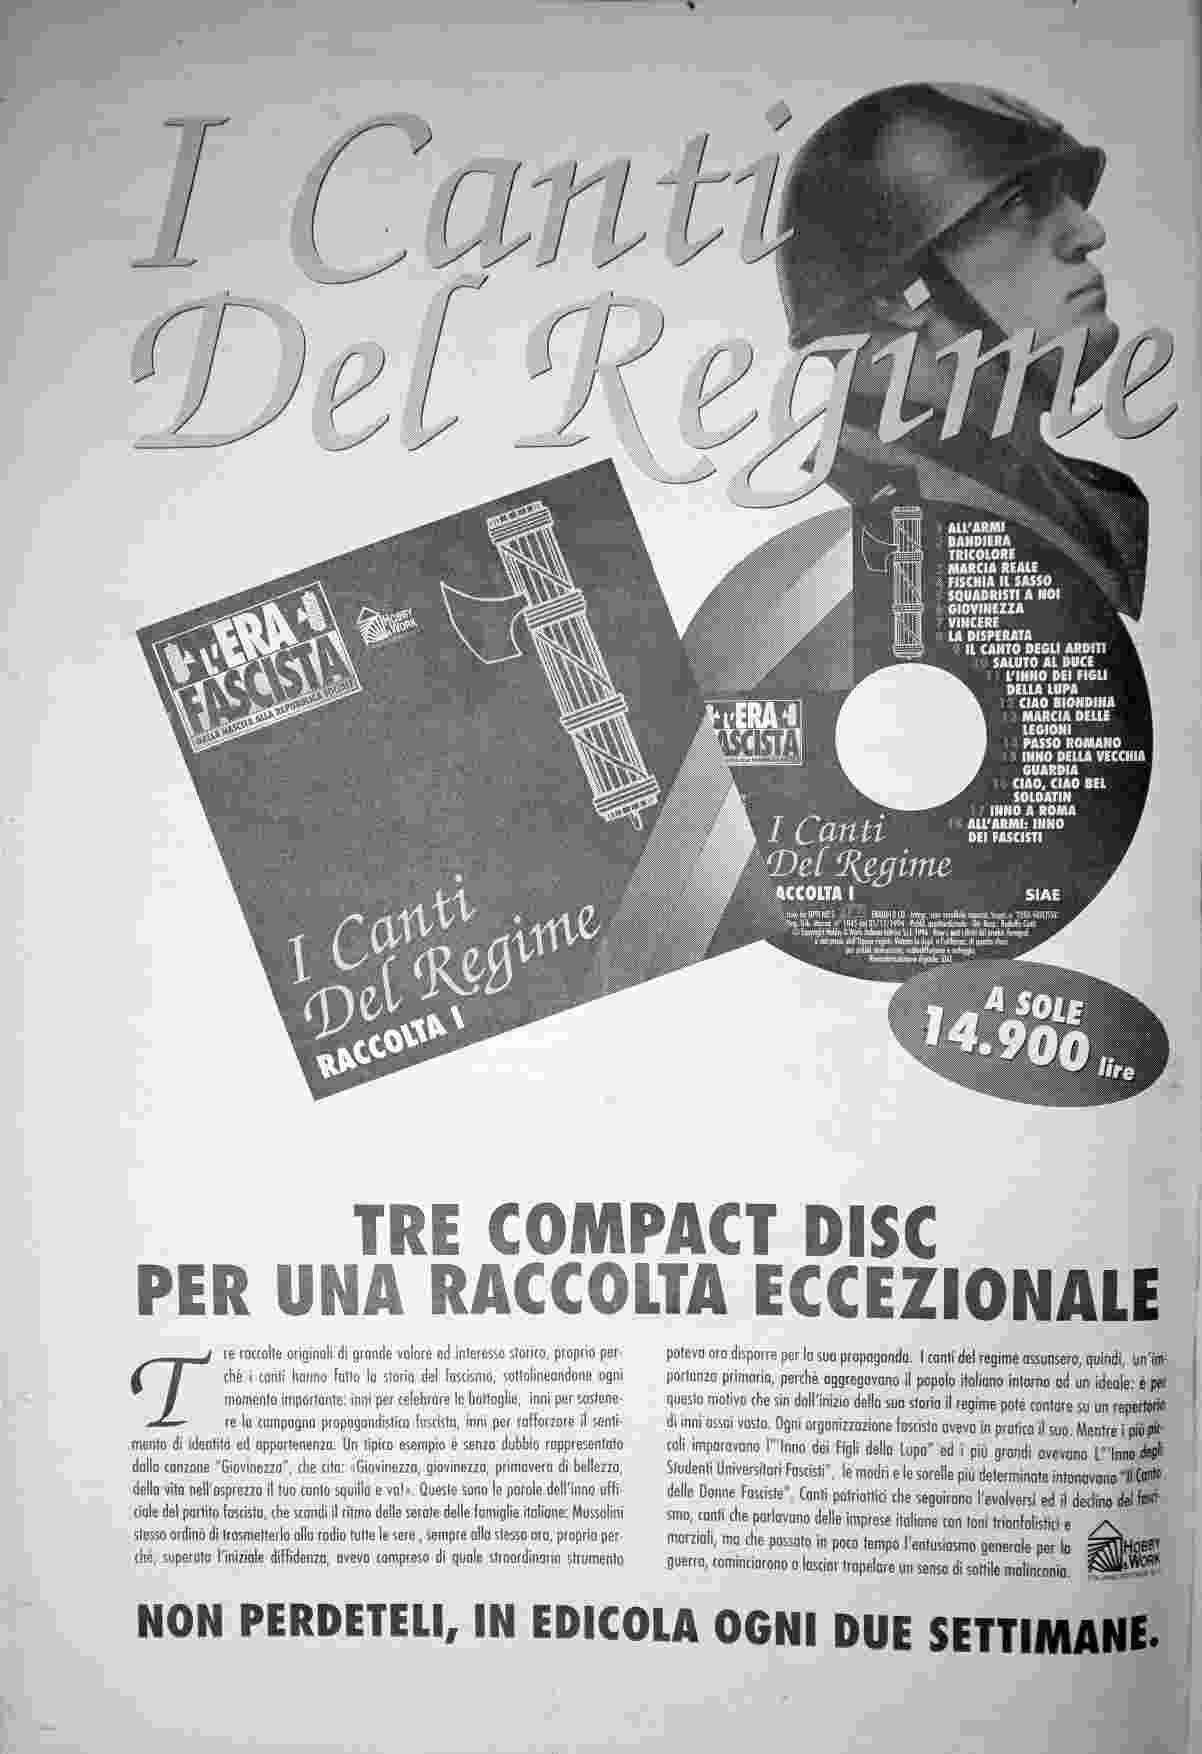 I Canti
Del Regime
L'ERA
FASCISTA
DALLA NASCITA ALLA REPUBBLICA SOCIALE
HOBBY
& WORK
I Canti
Del Regime
RACCOLTA I
1 ALL'ARMI
2 BANDIERA
TRICOLORE
3 MARCIA REALE
4 FISCHIA IL SASSO
5 SQUADRISTI A NOI
6 GIOVINEZZA
7 VINCERE
8 LA DISPERATA
9 IL CANTO DEGLI ARDITI
10 SALUTO AL DUCE
11 L'INNO DEI FIGLI
DELLA LUPA
12 CIAO BIONDINA
13 MARCIA DELLE
LEGIONI
14 PASSO ROMANO
15 INNO DELLA VECCHIA
GUARDIA
16 CIAO, CIAO BEL
SOLDATIN
17 INNO A ROMA
18 ALL'ARMI: INNO
DEI FASCISTI
L'ERA
ASCISTA
I Canti
Del Regime
ACCOLTA I
SIAE
A SOLE
14.900 lire
TRE COMPACT DISC
PER UNA RACCOLTA ECCEZIONALE
Tre raccolte originali di grande valore ed interesse storico, proprio per-
ché i canti hanno fatto la storia del fascismo, sottolineandone ogni
momento importante: inni per celebrare le battaglie, inni per sostene-
re la campagna propagandistica fascista, inni per rafforzare il senti-
mento di identità ed appartenenza. Un tipico esempio è senza dubbio rappresentato
dalla canzone "Giovinezza", che cita: «Giovinezza, giovinezza, primavera di bellezza,
della vita nell'asprezza il tuo canto squilla e va!». Queste sono le parole dell'inno uffi-
ciale del partito fascista, che scandì il ritmo delle serate delle famiglie italiane: Mussolini
stesso ordinò di trasmetterlo alla radio tutte le sere , sempre alla stessa ora, proprio per-
ché, superata l'iniziale diffidenza, aveva compreso di quale straordinario strumento
poteva ora disporre per la sua propaganda. I canti del regime assunsero, quindi, un'im-
portanza primaria, perché aggregavano il popolo italiano intorno ad un ideale: è per
questo motivo che sin dall'inizio della sua storia il regime poté contare su un repertorio
di inni assai vasto. Ogni organizzazione fascista aveva in pratica il suo. Mentre i più pic-
coli imparavano l'"Inno dei Figli della Lupa" ed i più grandi avevano L'"Inno degli
Studenti Universitari Fascisti", le madri e le sorelle più determinate intonavano "Il Canto
delle Donne Fasciste". Canti patriottici che seguirono l'evolversi ed il declino del fasci-
smo, canti che parlavano delle imprese italiane con toni trionfalistici e
marziali, ma che passato in poco tempo l'entusiasmo generale per la
guerra, cominciarono a lasciar trapelare un senso di sottile malinconia.
HOBBY
& WORK
NON PERDETELI, IN EDICOLA OGNI DUE SETTIMANE.